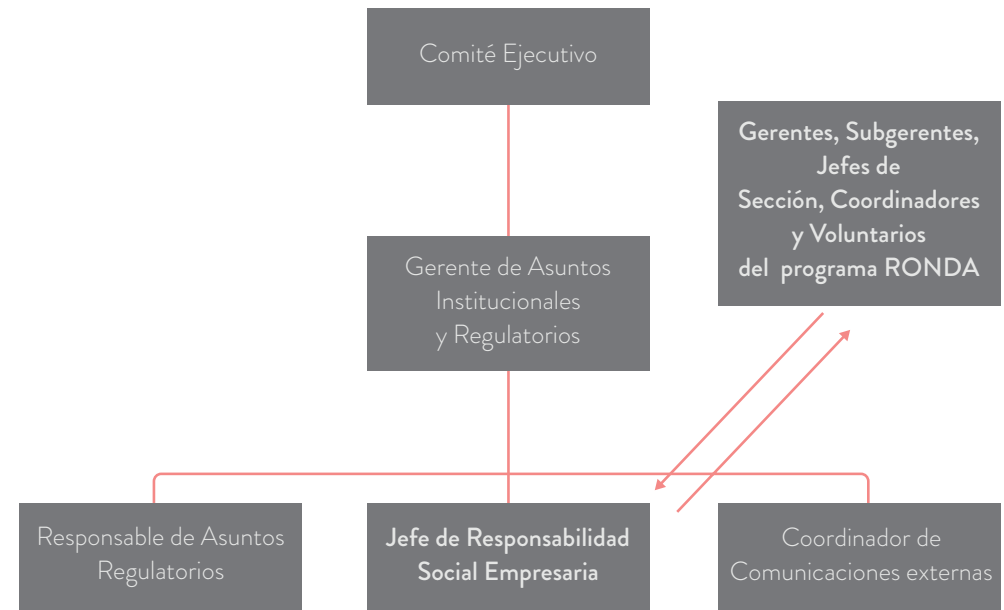 Comité Ejecutivo
Gerentes, Subgerentes,
Jefes de
Sección, Coordinadores
y Voluntarios
del programa RONDA
Gerente de Asuntos
Institucionales
y Regulatorios
Responsable de Asuntos
Regulatorios
Jefe de Responsabilidad
Social Empresaria
Coordinador de
Comunicaciones externas